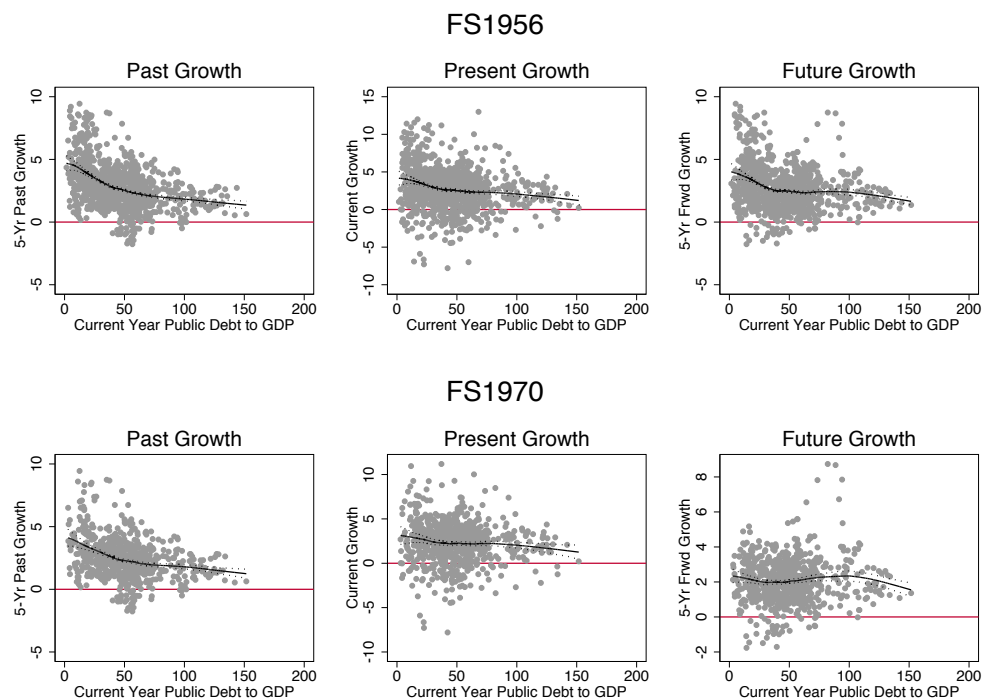 FS1956
Past Growth
Present Growth
Future Growth
5-Yr Past Growth
10
5
0
-5
0 50 100 150 200
Current Year Public Debt to GDP
Current Growth
15
10
5
0
-5
-10
0 50 100 150 200
Current Year Public Debt to GDP
5-Yr Frwd Growth
10
5
0
-5
0 50 100 150 200
Current Year Public Debt to GDP
FS1970
Past Growth
Present Growth
Future Growth
5-Yr Past Growth
10
5
0
-5
0 50 100 150 200
Current Year Public Debt to GDP
Current Growth
10
5
0
-5
-10
0 50 100 150 200
Current Year Public Debt to GDP
5-Yr Frwd Growth
8
6
4
2
0
-2
0 50 100 150 200
Current Year Public Debt to GDP